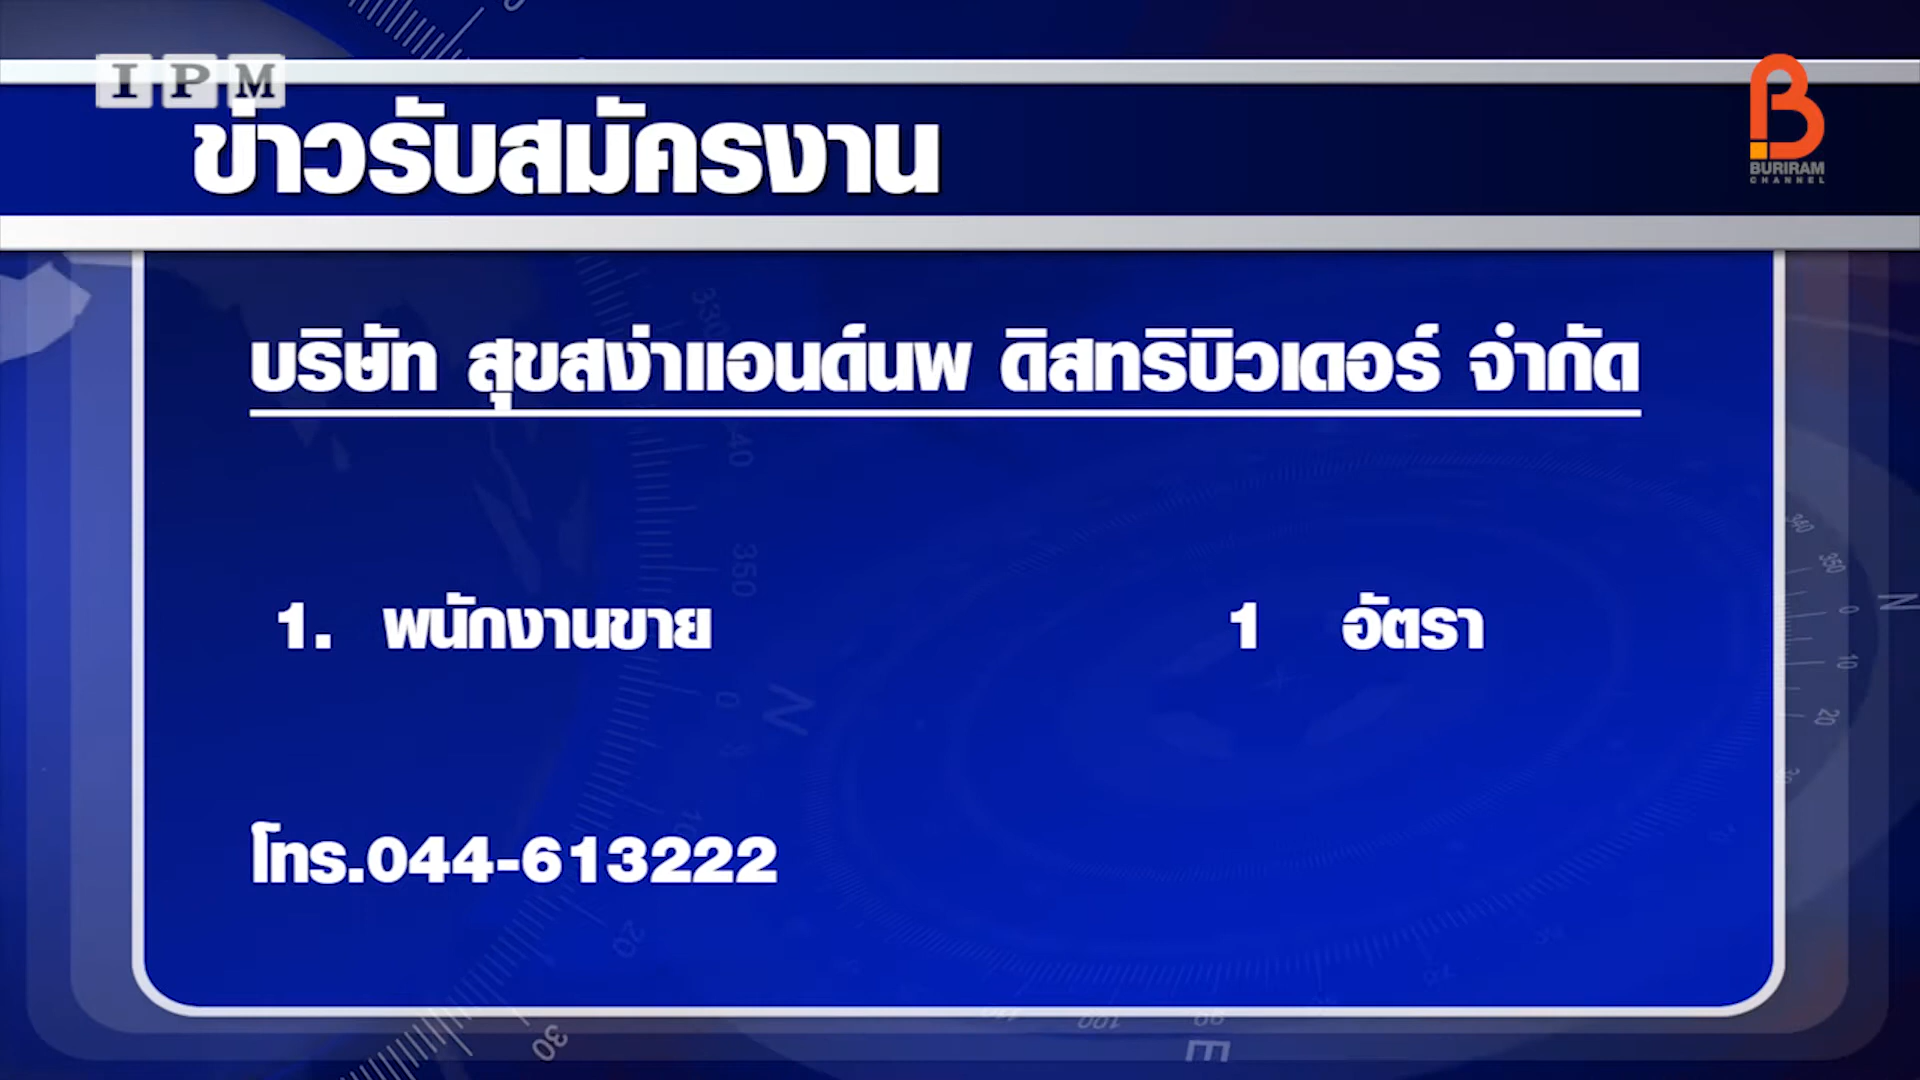 IPM
ข่าวรับสมัครงาน
BURIRAM
CHANNEL
บริษัท สุขสง่าแอนด์นพ ดิสทริบิวเดอร์ จำกัด
1. พนักงานขาย 1 อัตรา
โทร.044-613222